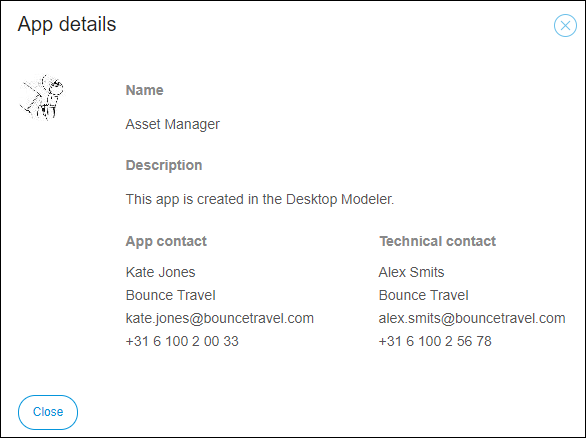 App details
Name
Asset Manager
Description
This app is created in the Desktop Modeler.
App contact
Kate Jones
Bounce Travel
kate.jones@bouncetravel.com
+31 6 100 2 00 33
Technical contact
Alex Smits
Bounce Travel
alex.smits@bouncetravel.com
+31 6 100 2 56 78
Close